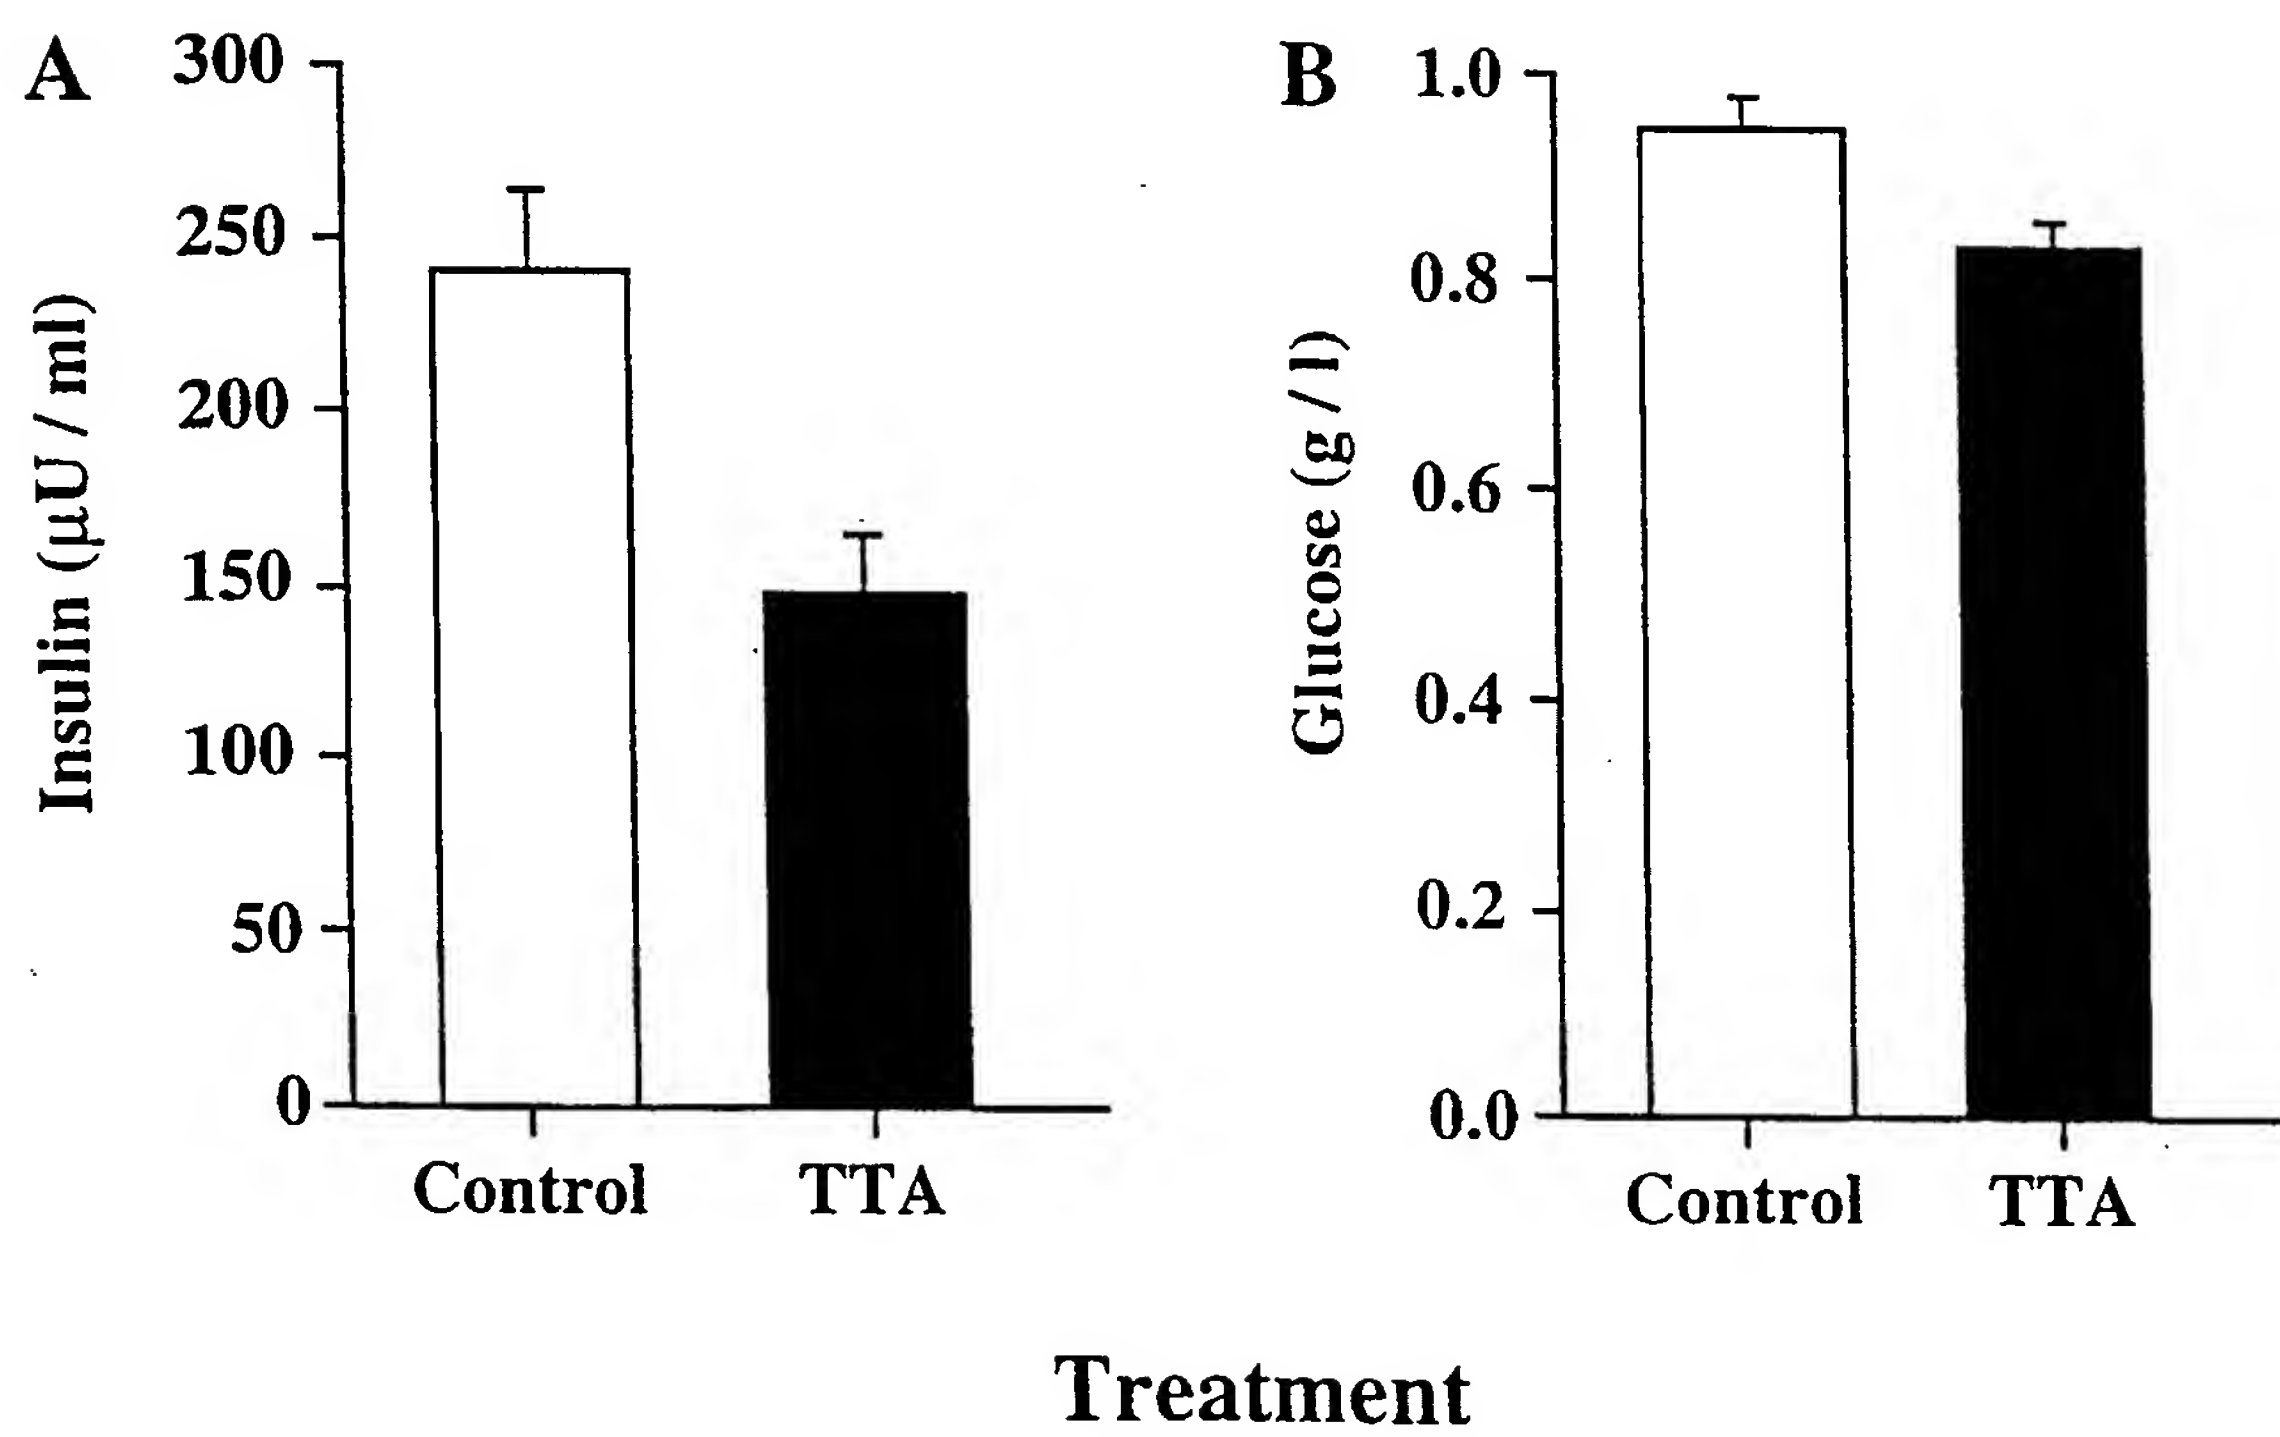 A
300
250
200
150
100
50
0
Insulin (µU / ml)
Control TTA
B
1.0
0.8
0.6
0.4
0.2
0.0
Glucose (g / l)
Control TTA
Treatment